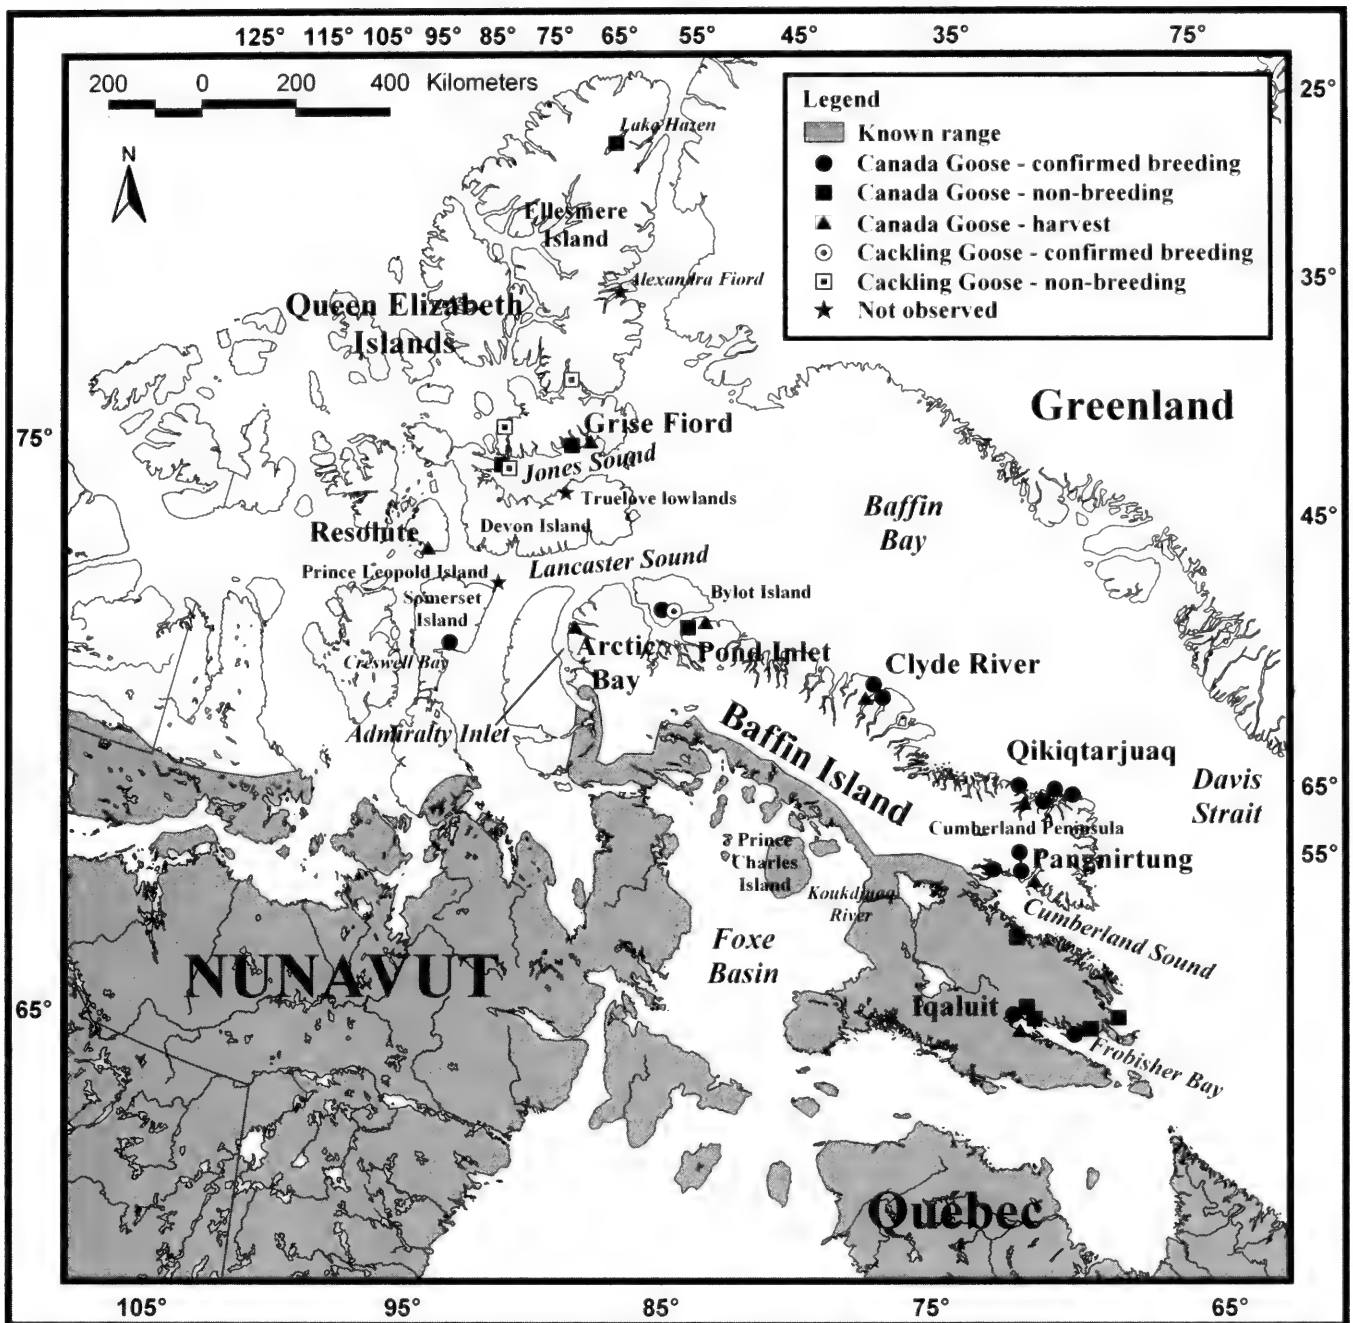 125° 115° 105° 95° 85° 75° 65° 55° 45° 35° 75°
200 0 200 400 Kilometers
N
Legend
Known range
Canada Goose - confirmed breeding
Canada Goose - non-breeding
Canada Goose - harvest
Cackling Goose - confirmed breeding
Cackling Goose - non-breeding
Not observed
25°
Lake Hazen
Ellesmere
Island
Alexandra Fiord
35°
Queen Elizabeth
Islands
Greenland
Grise Fiord
75°
Jones Sound
Truelove lowlands
Baffin
Bay
45°
Resolute
Devon Island
Lancaster Sound
Prince Leopold Island
Somerset
Island
Bylot Island
Creswell Bay
Arctic
Bay
Pond Inlet
Clyde River
Admiralty Inlet
Baffin Island
Qikiqtarjuaq
Davis
Strait
65°
Cumberland Peninsula
Prince
Charles
Island
Pangnirtung
55°
Koukdjuaq
River
Cumberland Sound
Foxe
Basin
NUNAVUT
Iqaluit
65°
Frobisher Bay
Québec
105° 95° 85° 75° 65°